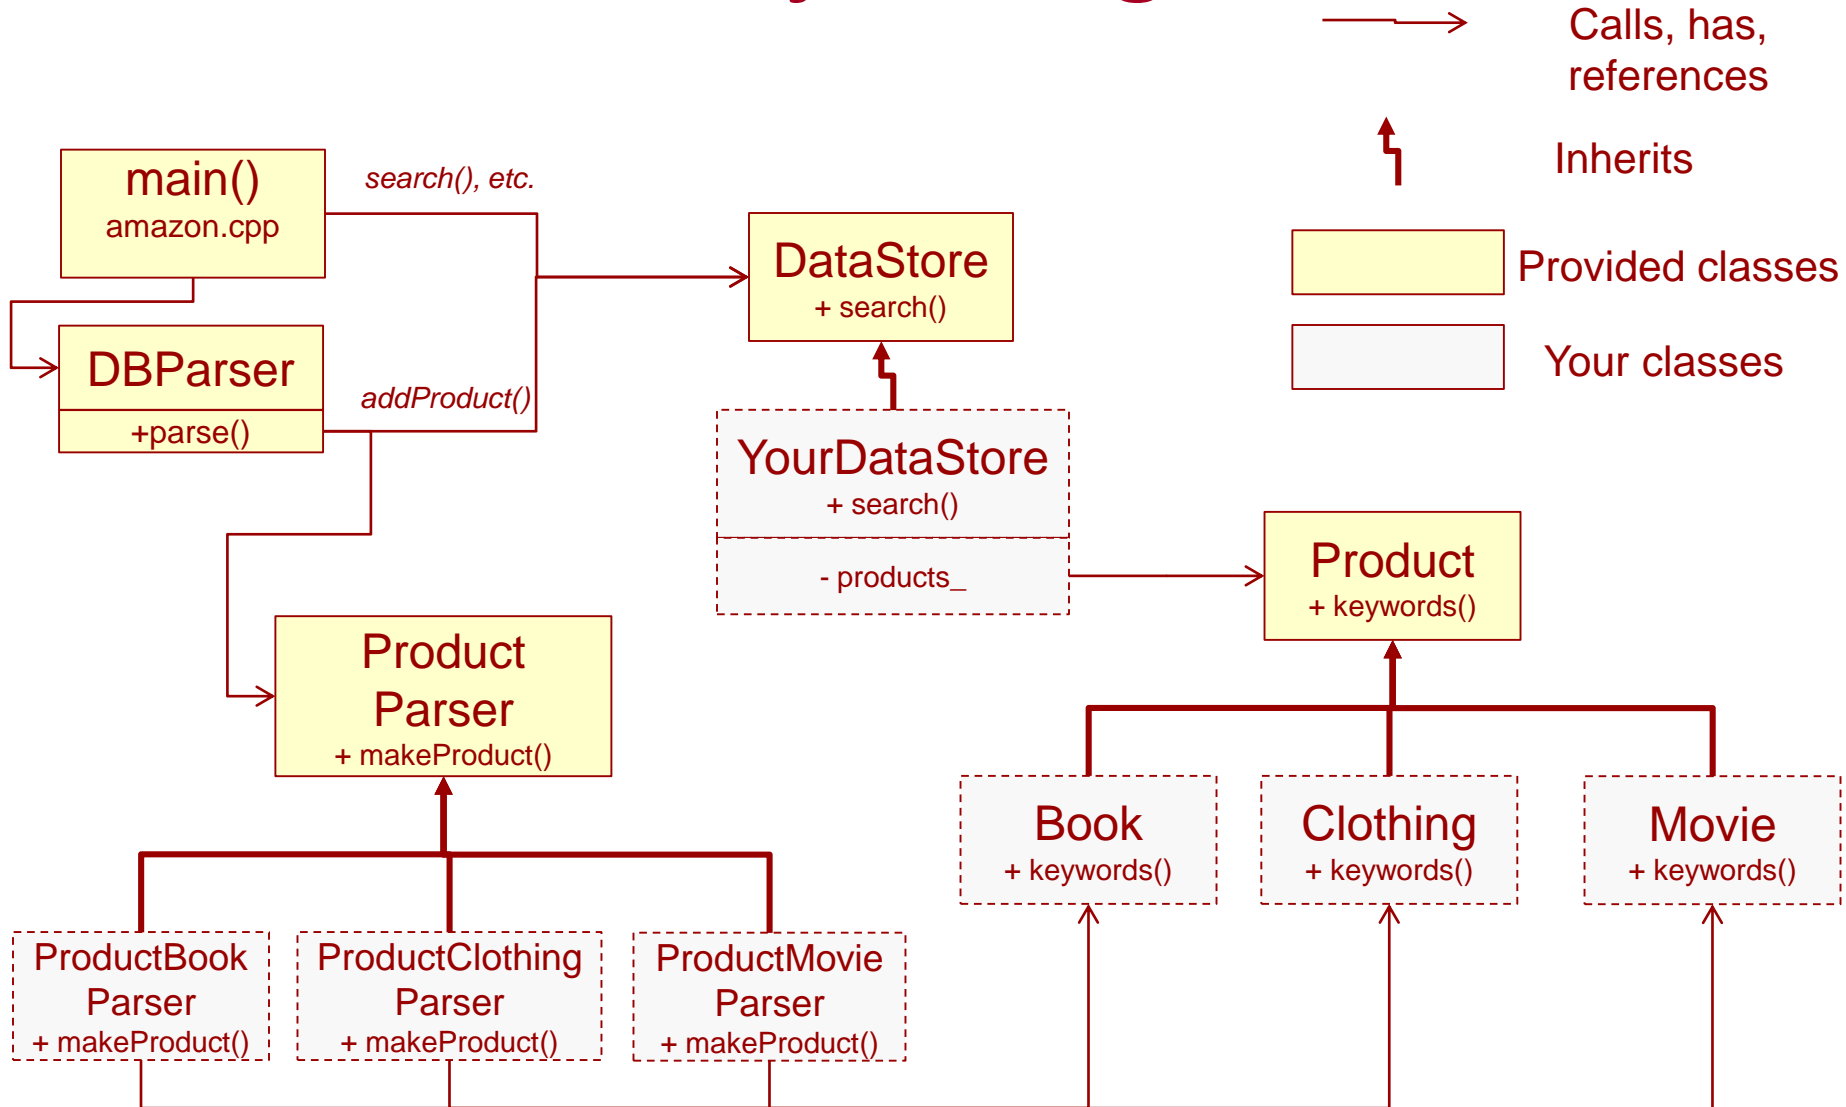 Calls, has,
references
Inherits
Provided classes
Your classes
main()
amazon.cpp
search(), etc.
DataStore
+ search()
DBParser
+parse()
addProduct()
YourDataStore
+ search()
- products_
Product
+ keywords()
Product
Parser
+ makeProduct()
Book
+ keywords()
Clothing
+ keywords()
Movie
+ keywords()
ProductBook
Parser
+ makeProduct()
ProductClothing
Parser
+ makeProduct()
ProductMovie
Parser
+ makeProduct()